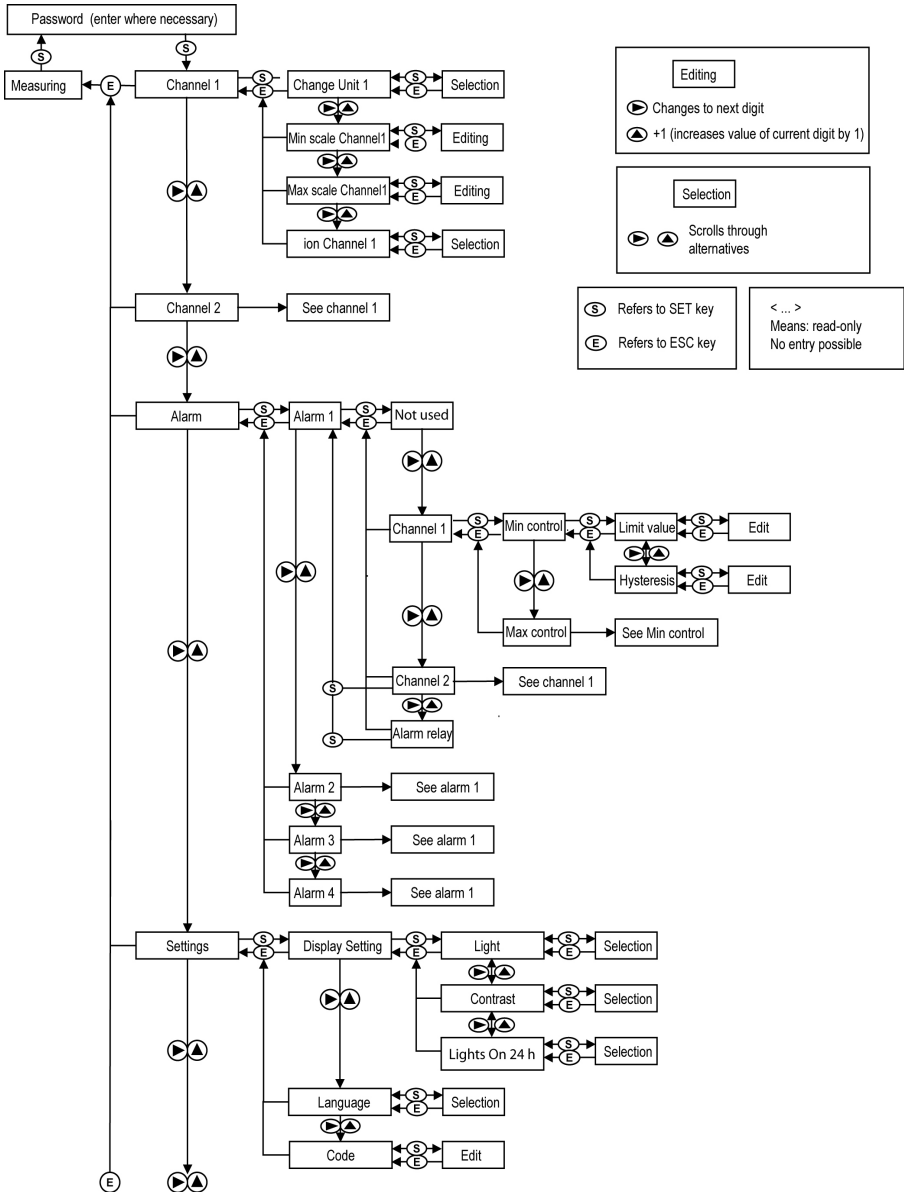 Password (enter where necessary)
S
S
Measuring
E
Channel 1
S
E
Change Unit 1
S
E
Selection
Min scale Channel1
S
E
Editing
Max scale Channel1
S
E
Editing
ion Channel 1
S
E
Selection
Editing
Changes to next digit
+1 (increases value of current digit by 1)
Selection
Scrolls through
alternatives
S Refers to SET key
E Refers to ESC key
< ... >
Means: read-only
No entry possible
Channel 2
See channel 1
Alarm
S
E
Alarm 1
S
E
Not used
Channel 1
S
E
Min control
S
E
Limit value
S
E
Edit
Hysteresis
S
E
Edit
Max control
See Min control
Channel 2
S
See channel 1
Alarm relay
S
Alarm 2
See alarm 1
Alarm 3
See alarm 1
Alarm 4
See alarm 1
Settings
S
E
Display Setting
S
E
Light
S
E
Selection
Contrast
S
E
Selection
Lights On 24 h
S
E
Selection
Language
S
E
Selection
Code
S
E
Edit
E